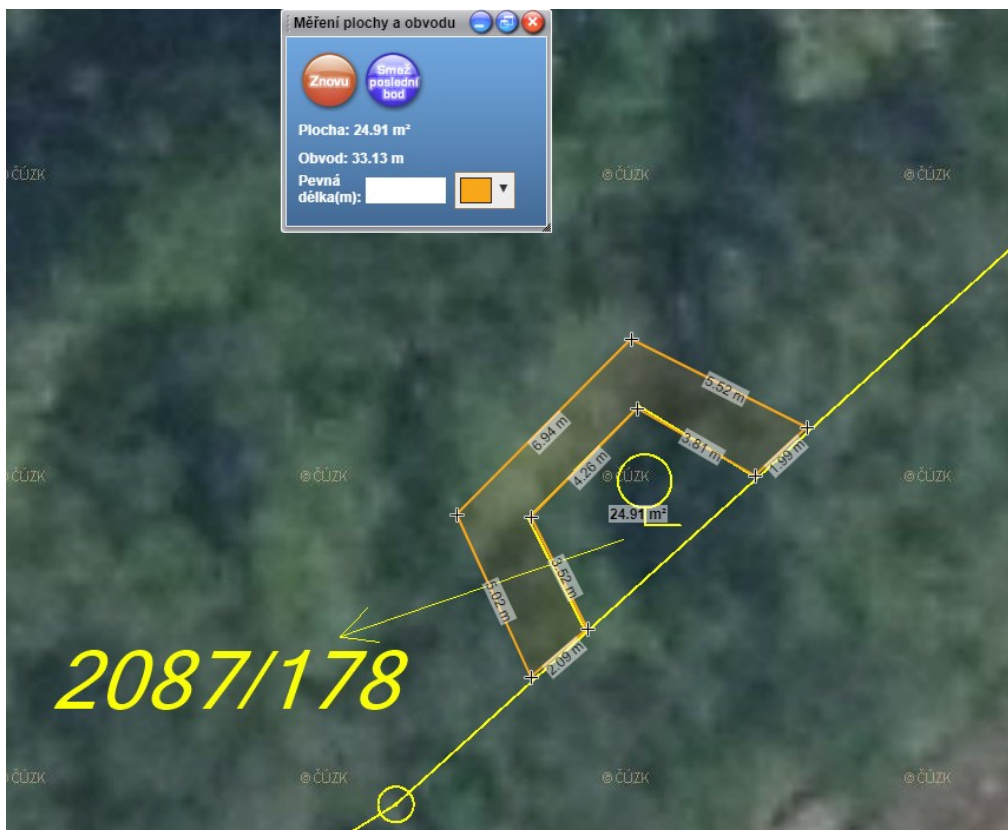 Měření plochy a obvodu
Znovu
Smaž
poslední
bod
Plocha: 24.91 m²
Obvod: 33.13 m
Pevná
délka(m):
© ČÚZK
© ČÚZK
© ČÚZK
5.52 m
6.94 m
3.81 m
1.99 m
4.26 m
© ČÚZK
© ČÚZK
© ČÚZK
© ČÚZK
24.91 m²
3.52 m
5.02 m
2.09 m
2087/178
© ČÚZK
© ČÚZK
© ČÚZK
© ČÚZK